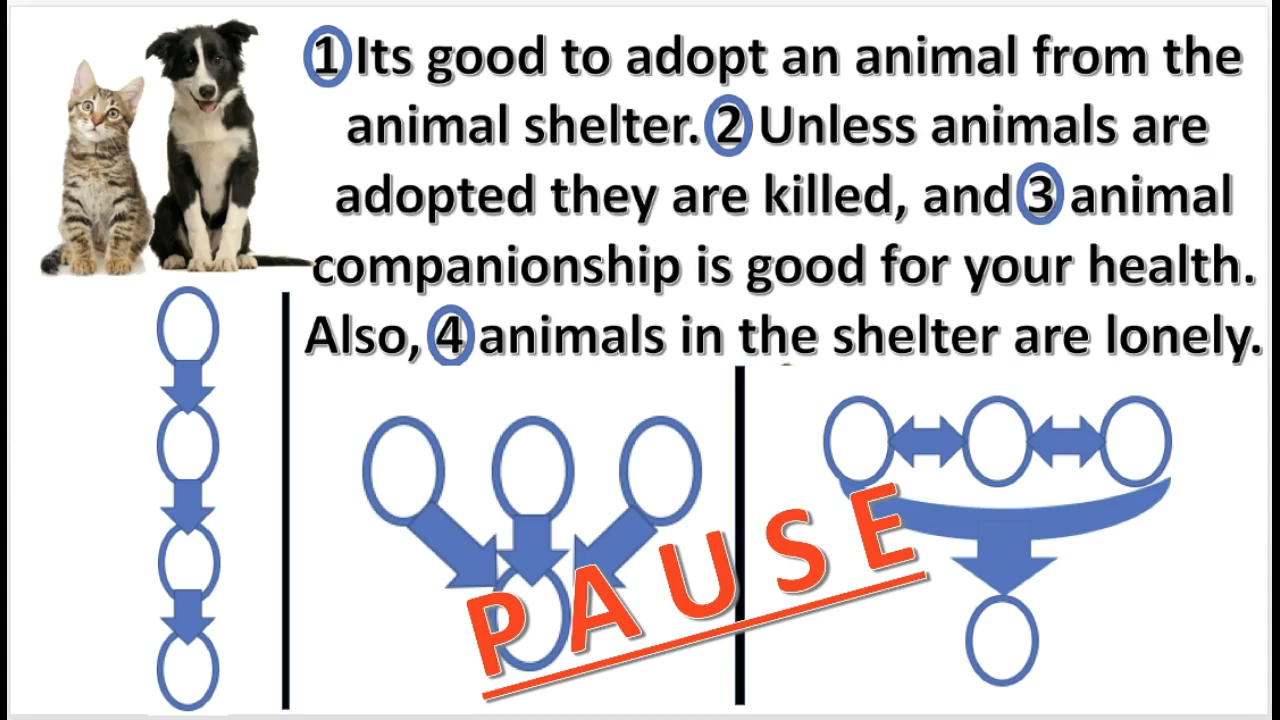 1 Its good to adopt an animal from the
animal shelter. 2 Unless animals are
adopted they are killed, and 3 animal
companionship is good for your health.
Also, 4 animals in the shelter are lonely.
PAUSE